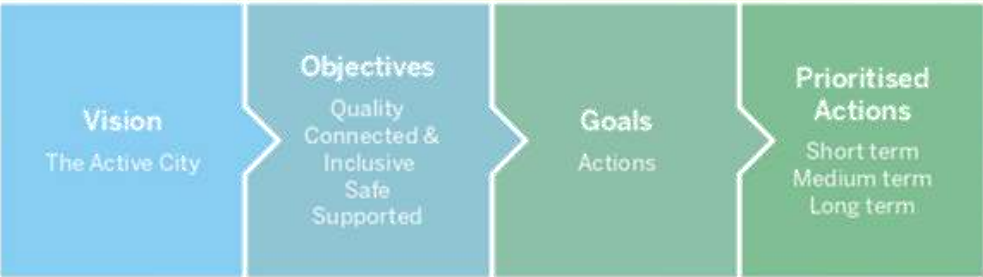 Vision
The Active City
Objectives
Quality
Connected &
Inclusive
Safe
Supported
Goals
Actions
Prioritised
Actions
Short term
Medium term
Long term